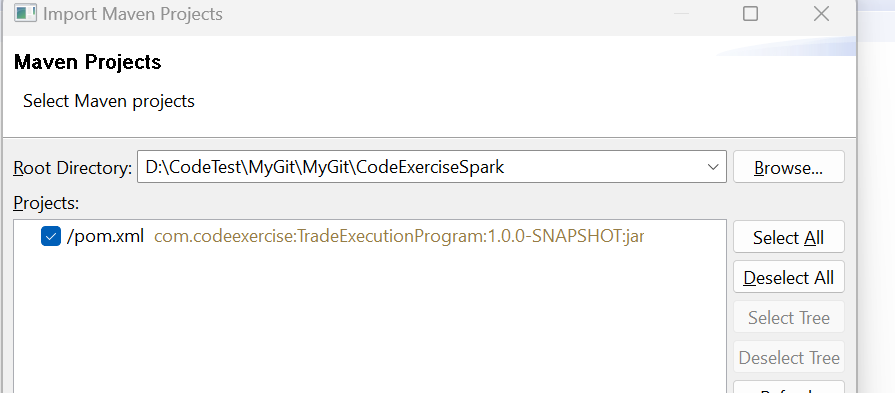 Import Maven Projects
Maven Projects
Select Maven projects
Root Directory: D:\CodeTest\MyGit\MyGit\CodeExerciseSpark Browse...
Projects:
/pom.xml com.codeexercise:TradeExecutionProgram:1.0.0-SNAPSHOT:jar
Select All
Deselect All
Select Tree
Deselect Tree